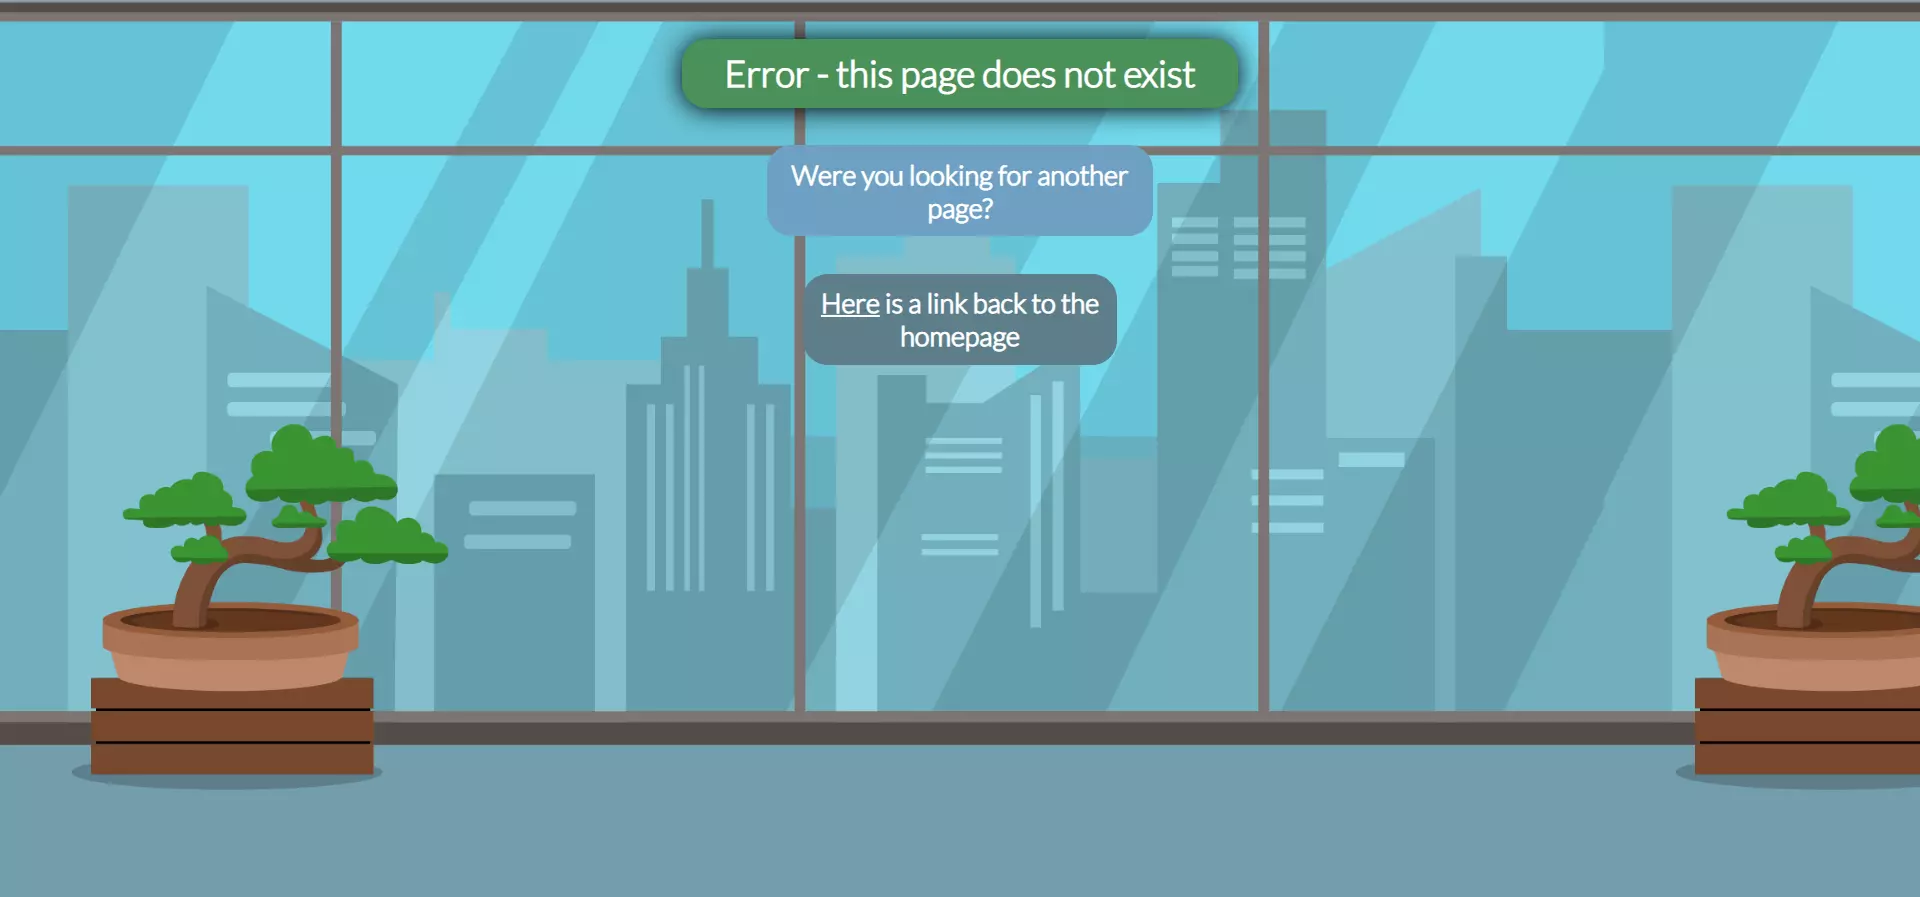 Error - this page does not exist
Were you looking for another
page?
Here is a link back to the
homepage